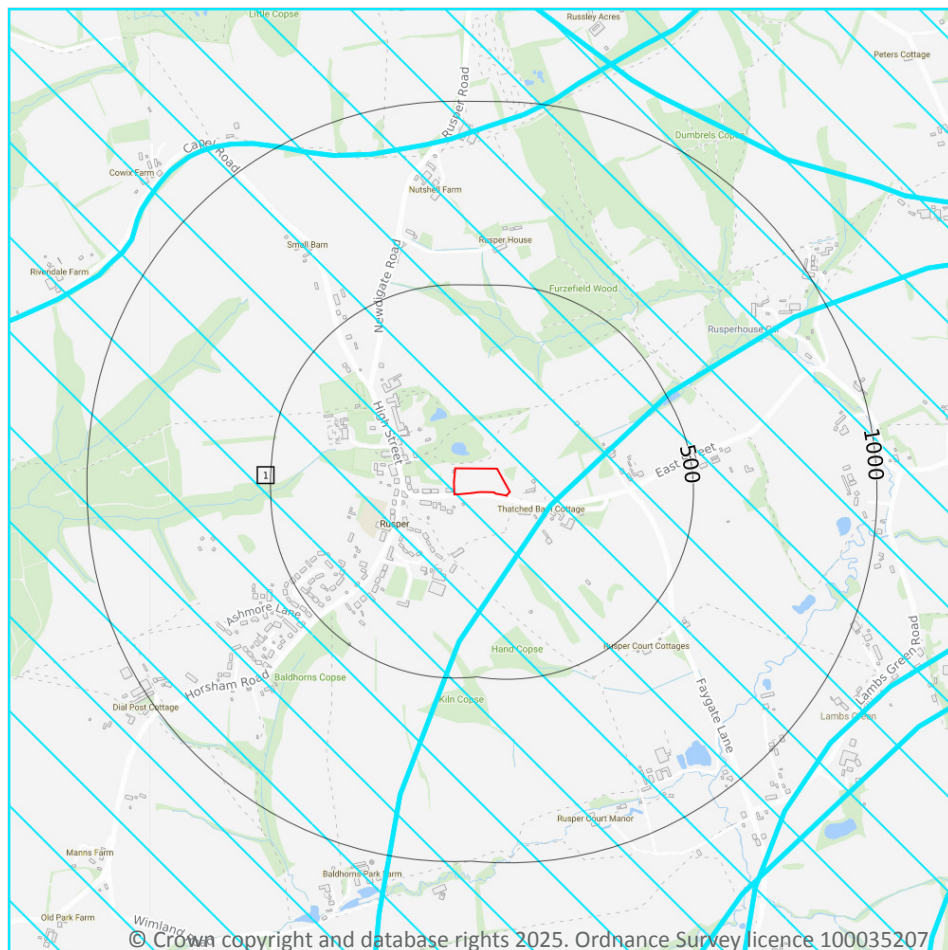 Little Copse
Russley Acres
Peters Cottage
Rusper Road
Dumbrels Copse
Capel Road
Cowix Farm
Nutshell Farm
Small Barn
Rusper House
Rivendale Farm
Newdigate Road
Furzefield Wood
High Street
500
1000
East Street
1
Thatched Barn Cottage
Rusper
Ashmore Lane
Hand Copse
Rusper Court Cottages
Lambs Green Road
Baldhorns Copse
Horsham Road
Kiln Copse
Dial Post Cottage
Faygate Lane
Lambs Green
Rusper Court Manor
Manns Farm
Baldhorns Park Farm
Old Park Farm
© Crown copyright and database rights 2025. Ordnance Survey licence 100035207